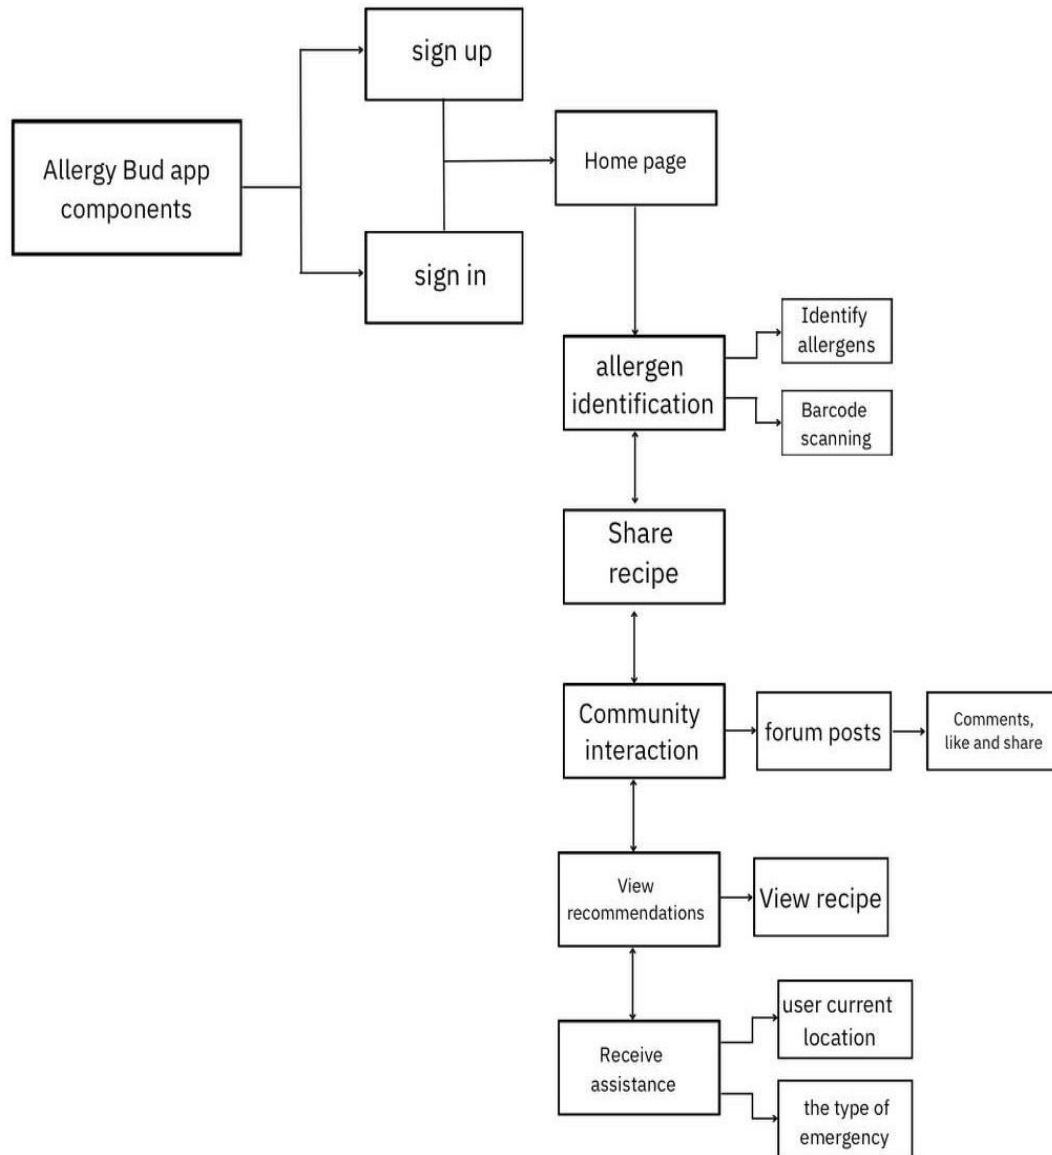 sign up
Allergy Bud app
components
Home page
sign in
Identify
allergens
allergen
identification
Barcode
scanning
Share
recipe
Community
interaction
forum posts
Comments,
like and share
View
recommendations
View recipe
user current
location
Receive
assistance
the type of
emergency